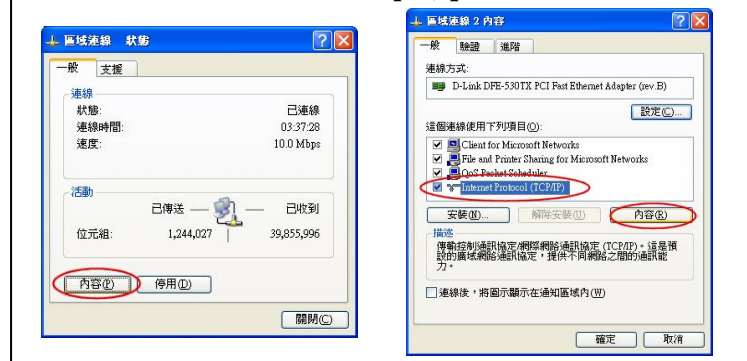 區域連線 狀態
一般
支援
連線
狀態:
已連線
連線時間:
03:37:28
速度:
10.0 Mbps
活動
已傳送
已收到
位元組:
1,244,027
39,855,996
內容(P)
停用(D)
關閉(C)
區域連線 2 內容
一般
驗證
進階
連線方式:
D-Link DFE-530TX PCI Fast Ethernet Adapter (rev.B)
設定(C)...
這個連線使用下列項目(O):
Client for Microsoft Networks
File and Printer Sharing for Microsoft Networks
QoS Packet Scheduler
Internet Protocol (TCP/IP)
安裝(N)...
解除安裝(U)
內容(R)
描述
傳輸控制通訊協定/網際網路通訊協定 (TCP/IP)。這是預
設的廣域網路通訊協定，提供不同網路之間的通訊能
力。
連線後，將圖示顯示在通知區域內(W)
確定
取消